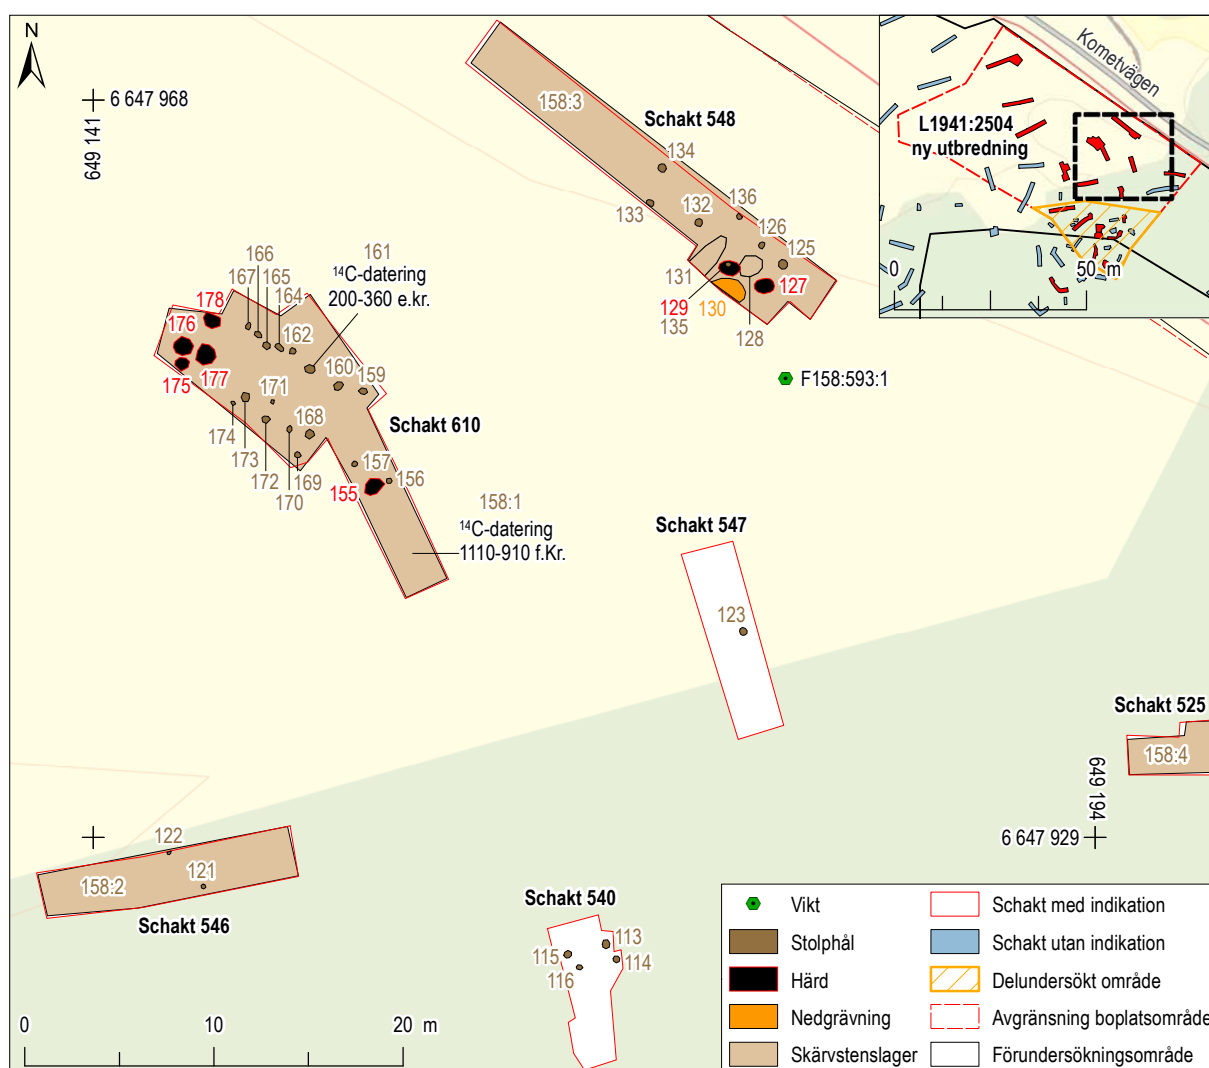 N
6 647 968
649 141
158:3
Schakt 548
134
133
132
136
126
125
131
129
130
127
135
128
F158:593:1
Kometvägen
L1941:2504
ny utbredning
0
50 m
166
167
165
164
178
176
162
161
¹⁴C-datering
200-360 e.kr.
160
159
175
177
171
168
174
173
172
170
169
Schakt 610
157
156
155
158:1
¹⁴C-datering
1110-910 f.Kr.
Schakt 547
123
Schakt 525
158:4
649 194
6 647 929
122
121
158:2
Schakt 546
Schakt 540
113
114
115
116
0
10
20 m
Vikt
Stolphål
Härd
Nedgrävning
Skärvstenslager
Schakt med indikation
Schakt utan indikation
Delundersökt område
Avgränsning boplatsområde
Förundersökningsområde